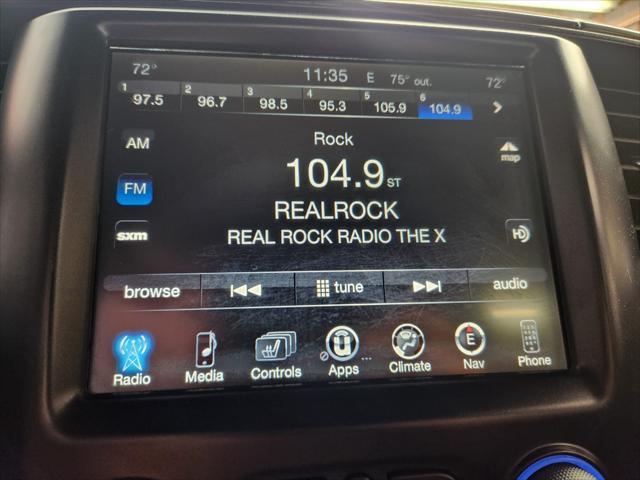 72° 11:35 E 75° out. 72°
1 97.5 2 96.7 3 98.5 4 95.3 5 105.9 6 104.9
AM Rock
104.9 ST map
FM REALROCK
sxm REAL ROCK RADIO THE X HD
browse tune audio
E
Radio Media Controls Apps Climate Nav Phone